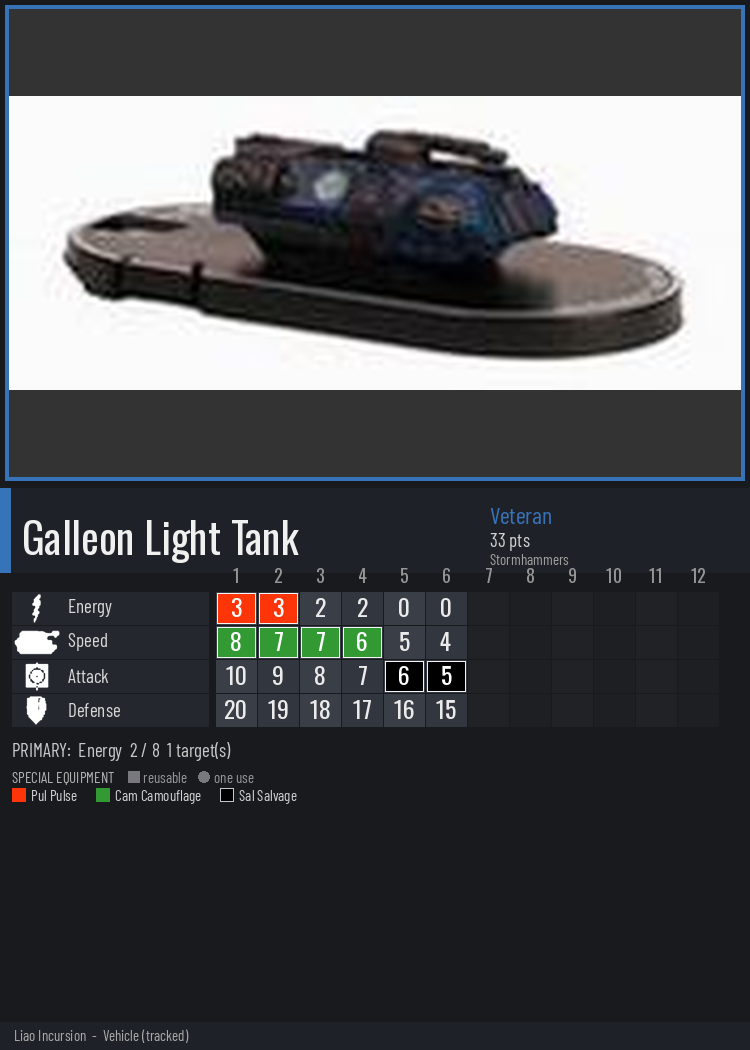 Galleon Light Tank
Veteran
33 pts
Stormhammers
1 2 3 4 5 6 7 8 9 10 11 12
Energy 3 3 2 2 0 0
Speed 8 7 7 6 5 4
Attack 10 9 8 7 6 5
Defense 20 19 18 17 16 15
PRIMARY: Energy 2 / 8 1 target(s)
SPECIAL EQUIPMENT reusable one use
Pul Pulse Cam Camouflage Sal Salvage
Liao Incursion - Vehicle (tracked)